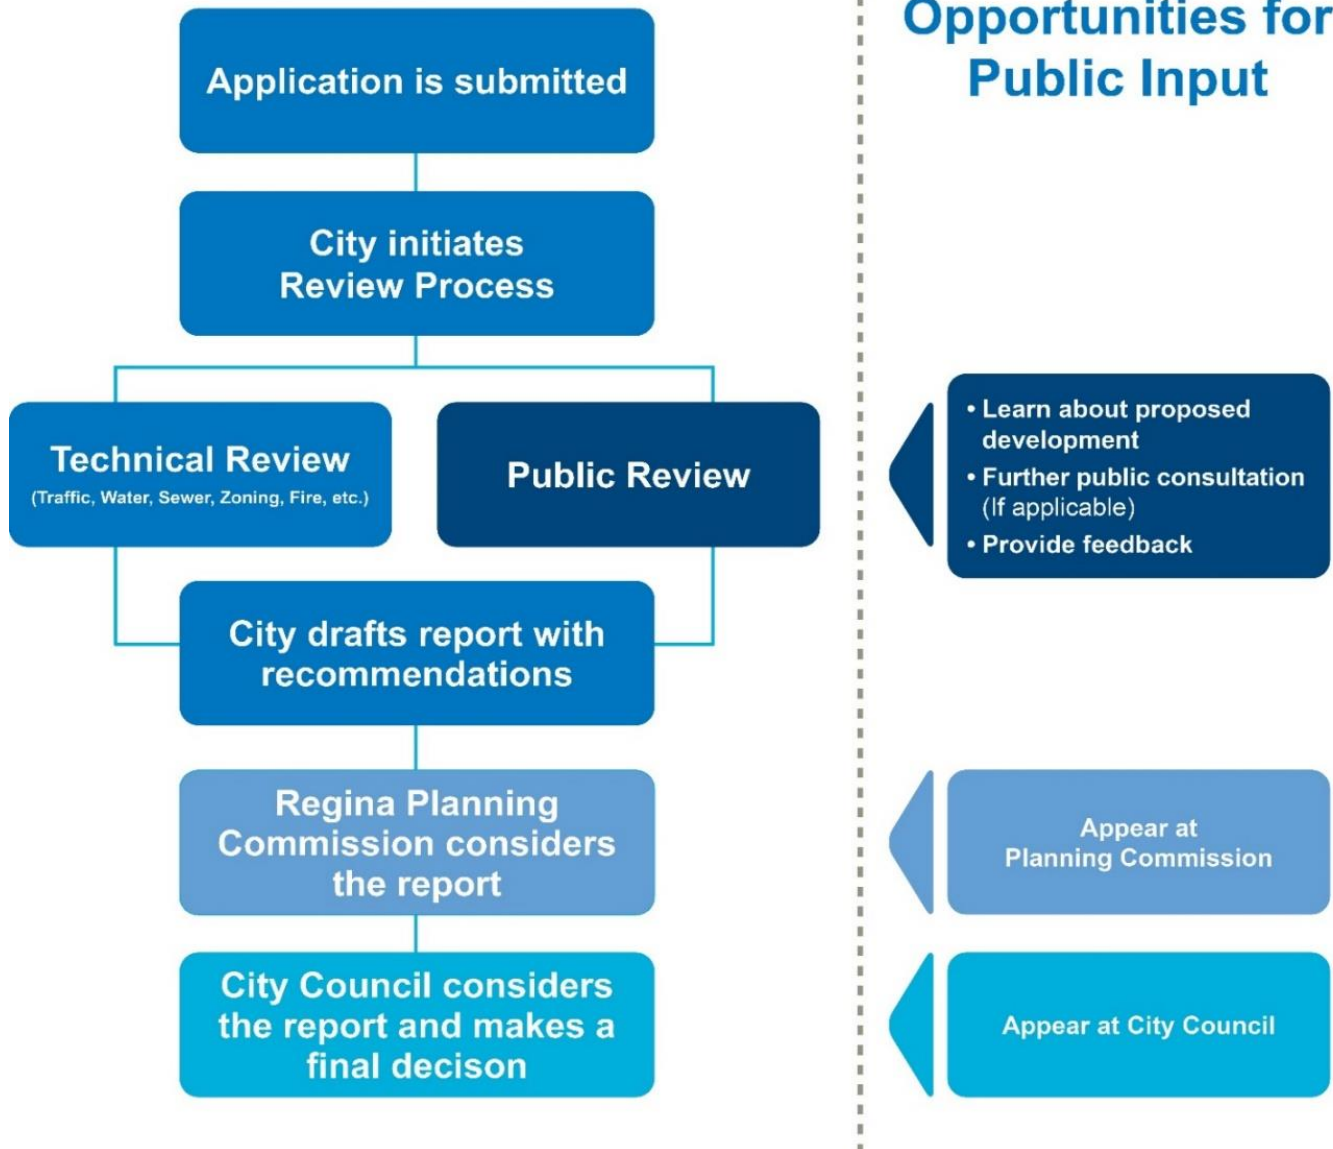 Opportunities for
Public Input
Application is submitted
City initiates
Review Process
Technical Review
(Traffic, Water, Sewer, Zoning, Fire, etc.)
Public Review
• Learn about proposed
development
• Further public consultation
(If applicable)
• Provide feedback
City drafts report with
recommendations
Regina Planning
Commission considers
the report
Appear at
Planning Commission
City Council considers
the report and makes a
final decison
Appear at City Council